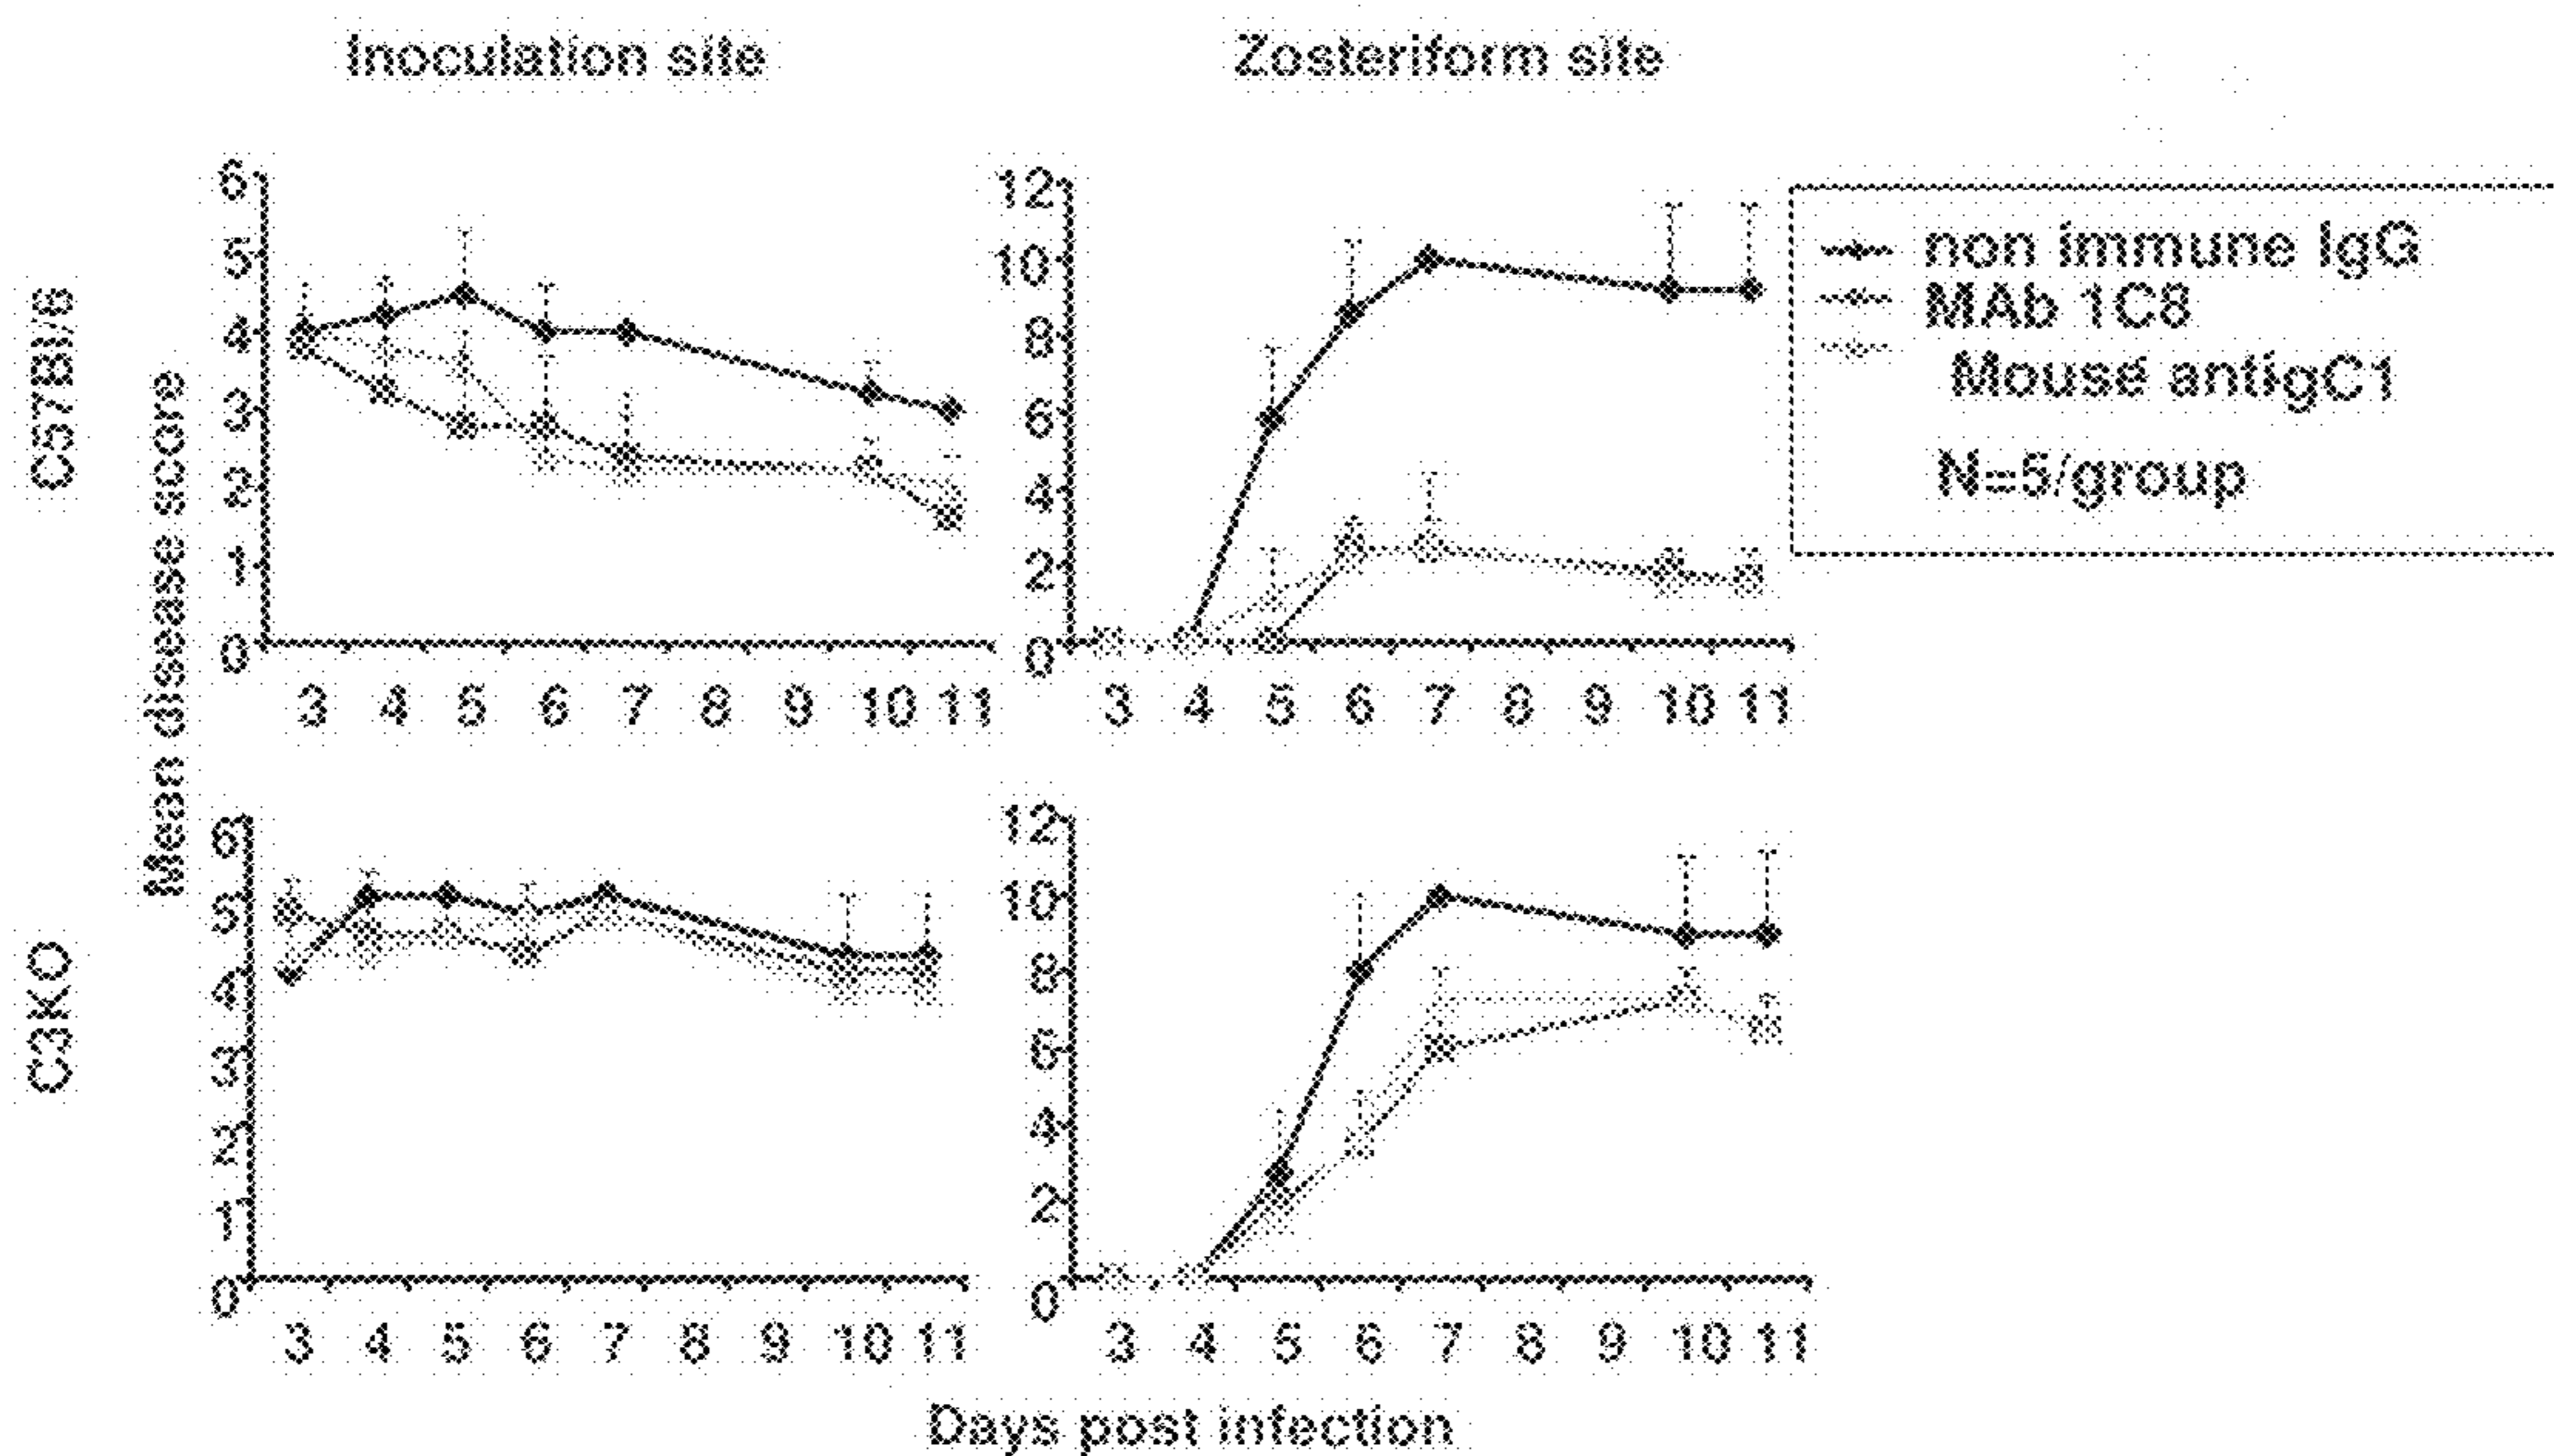 Inoculation site
Zosteriform site
C57Bl/6
Mean disease score
6
5
4
3
2
1
0
3 4 5 6 7 8 9 10 11
12
10
8
6
4
2
0
3 4 5 6 7 8 9 10 11
non immune IgG
MAb 1C8
Mouse antigC1
N=5/group
C3KO
6
5
4
3
2
1
0
3 4 5 6 7 8 9 10 11
12
10
8
6
4
2
0
3 4 5 6 7 8 9 10 11
Days post infection